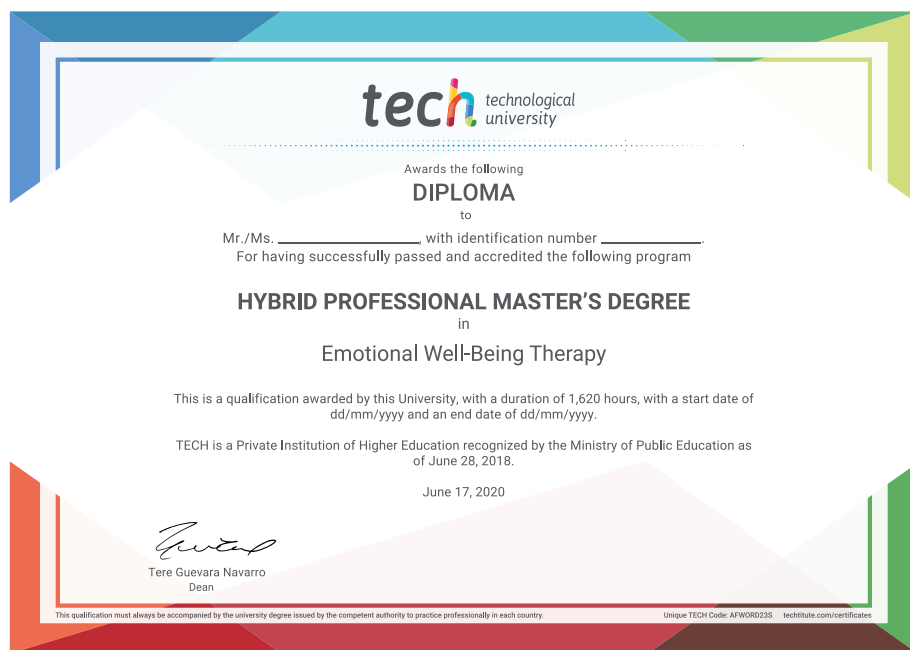 tech technological
university
Awards the following
DIPLOMA
to
Mr./Ms. ____________________, with identification number ______________.
For having successfully passed and accredited the following program
HYBRID PROFESSIONAL MASTER'S DEGREE
in
Emotional Well-Being Therapy
This is a qualification awarded by this University, with a duration of 1,620 hours, with a start date of
dd/mm/yyyy and an end date of dd/mm/yyyy.
TECH is a Private Institution of Higher Education recognized by the Ministry of Public Education as
of June 28, 2018.
June 17, 2020
Tere Guevara Navarro
Dean
This qualification must always be accompanied by the university degree issued by the competent authority to practice professionally in each country. Unique TECH Code: AFWORD23S techtitute.com/certificates